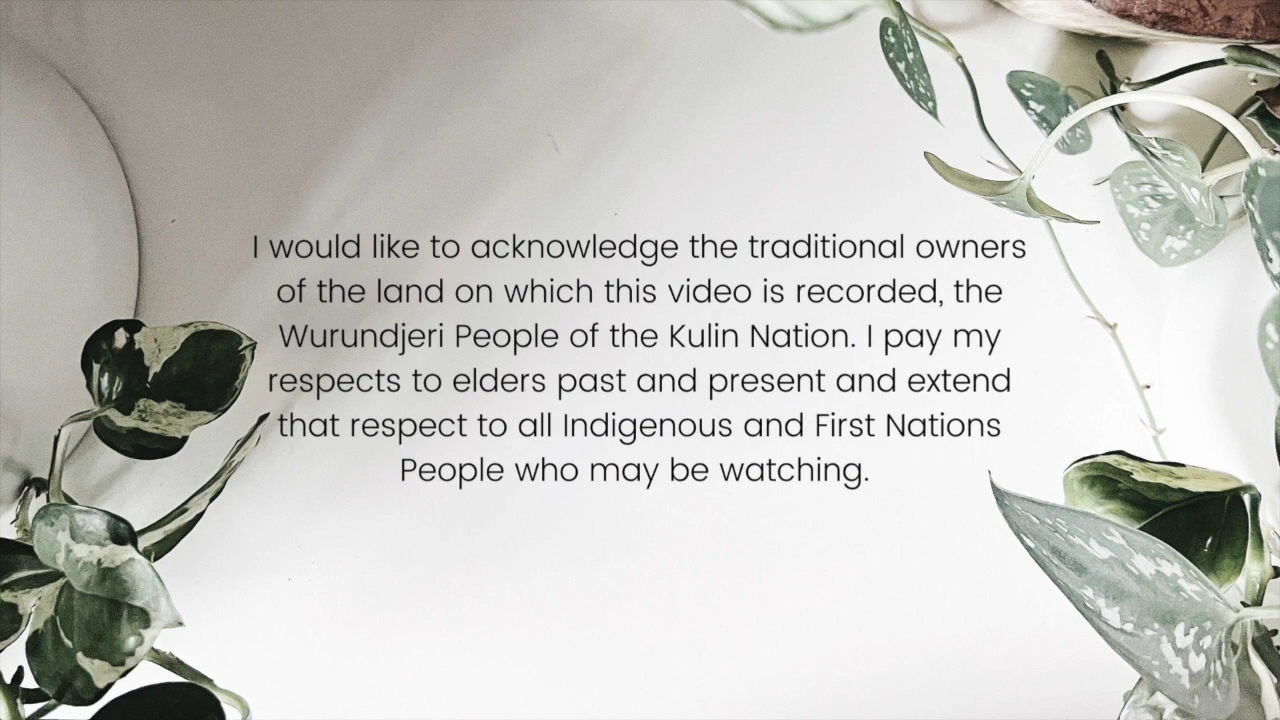 I would like to acknowledge the traditional owners
of the land on which this video is recorded, the
Wurundjeri People of the Kulin Nation. I pay my
respects to elders past and present and extend
that respect to all Indigenous and First Nations
People who may be watching.